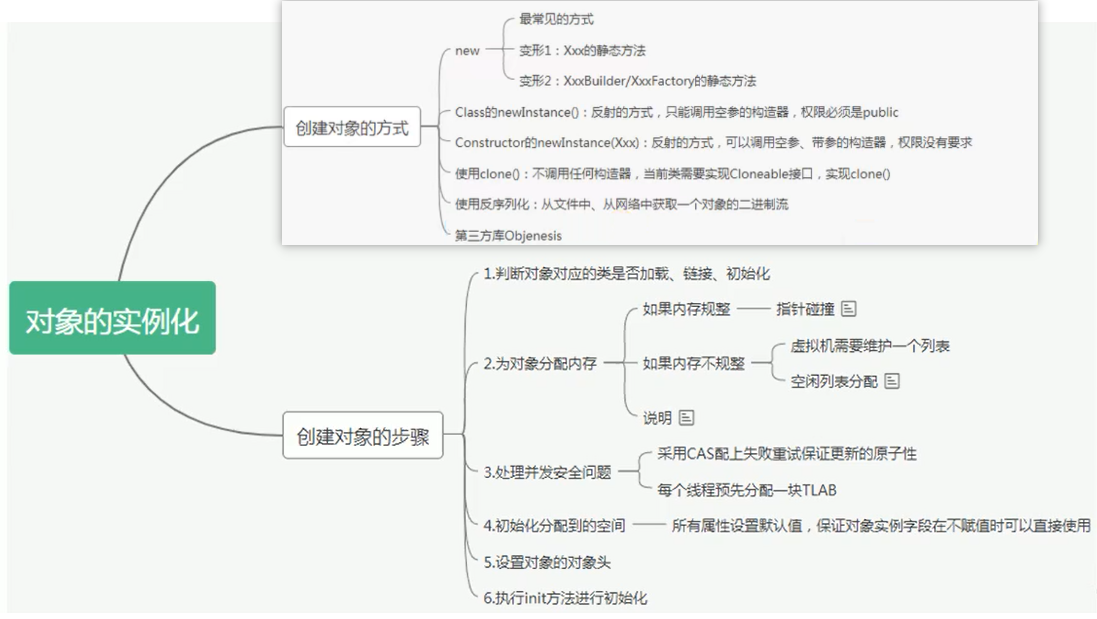 对象的实例化
创建对象的方式
new
最常见的方式
变形1：Xxx的静态方法
变形2：XxxBuilder/XxxFactory的静态方法
Class的newInstance()：反射的方式，只能调用空参的构造器，权限必须是public
Constructor的newInstance(Xxx)：反射的方式，可以调用空参、带参的构造器，权限没有要求
使用clone()：不调用任何构造器，当前类需要实现Cloneable接口，实现clone()
使用反序列化：从文件中、从网络中获取一个对象的二进制流
第三方库Objenesis
创建对象的步骤
1.判断对象对应的类是否加载、链接、初始化
2.为对象分配内存
如果内存规整
指针碰撞
如果内存不规整
虚拟机需要维护一个列表
空闲列表分配
说明
3.处理并发安全问题
采用CAS配上失败重试保证更新的原子性
每个线程预先分配一块TLAB
4.初始化分配到的空间
所有属性设置默认值，保证对象实例字段在不赋值时可以直接使用
5.设置对象的对象头
6.执行init方法进行初始化